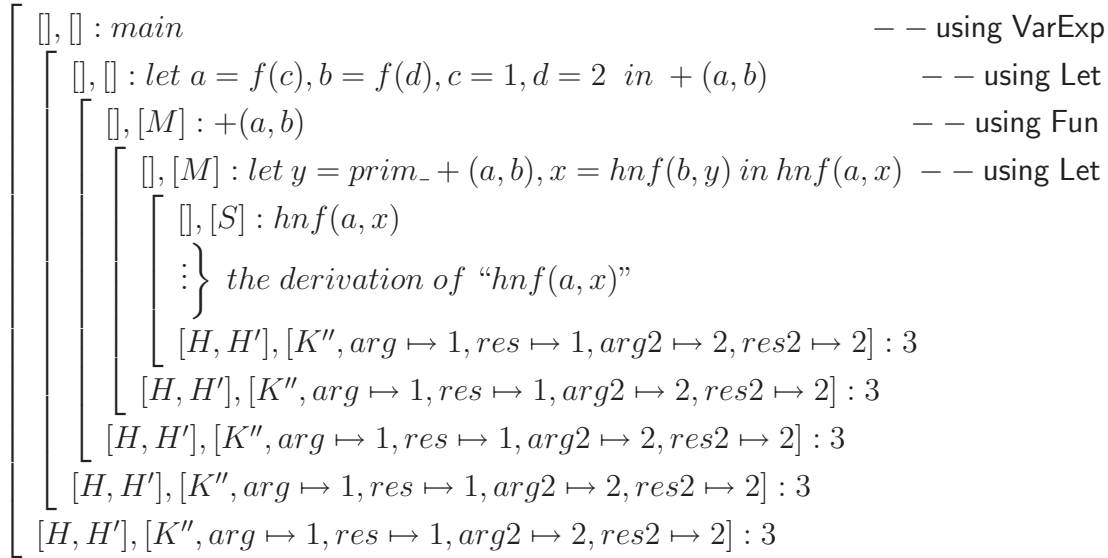 [], [] : main − − using VarExp
[], [] : let a = f(c), b = f(d), c = 1, d = 2 in + (a, b) − − using Let
[], [M] : +(a, b) − − using Fun
[], [M] : let y = prim_ + (a, b), x = hnf(b, y) in hnf(a, x) − − using Let
[], [S] : hnf(a, x)
⋮} the derivation of “hnf(a, x)”
[H, H′], [K″, arg ↦ 1, res ↦ 1, arg2 ↦ 2, res2 ↦ 2] : 3
[H, H′], [K″, arg ↦ 1, res ↦ 1, arg2 ↦ 2, res2 ↦ 2] : 3
[H, H′], [K″, arg ↦ 1, res ↦ 1, arg2 ↦ 2, res2 ↦ 2] : 3
[H, H′], [K″, arg ↦ 1, res ↦ 1, arg2 ↦ 2, res2 ↦ 2] : 3
[H, H′], [K″, arg ↦ 1, res ↦ 1, arg2 ↦ 2, res2 ↦ 2] : 3